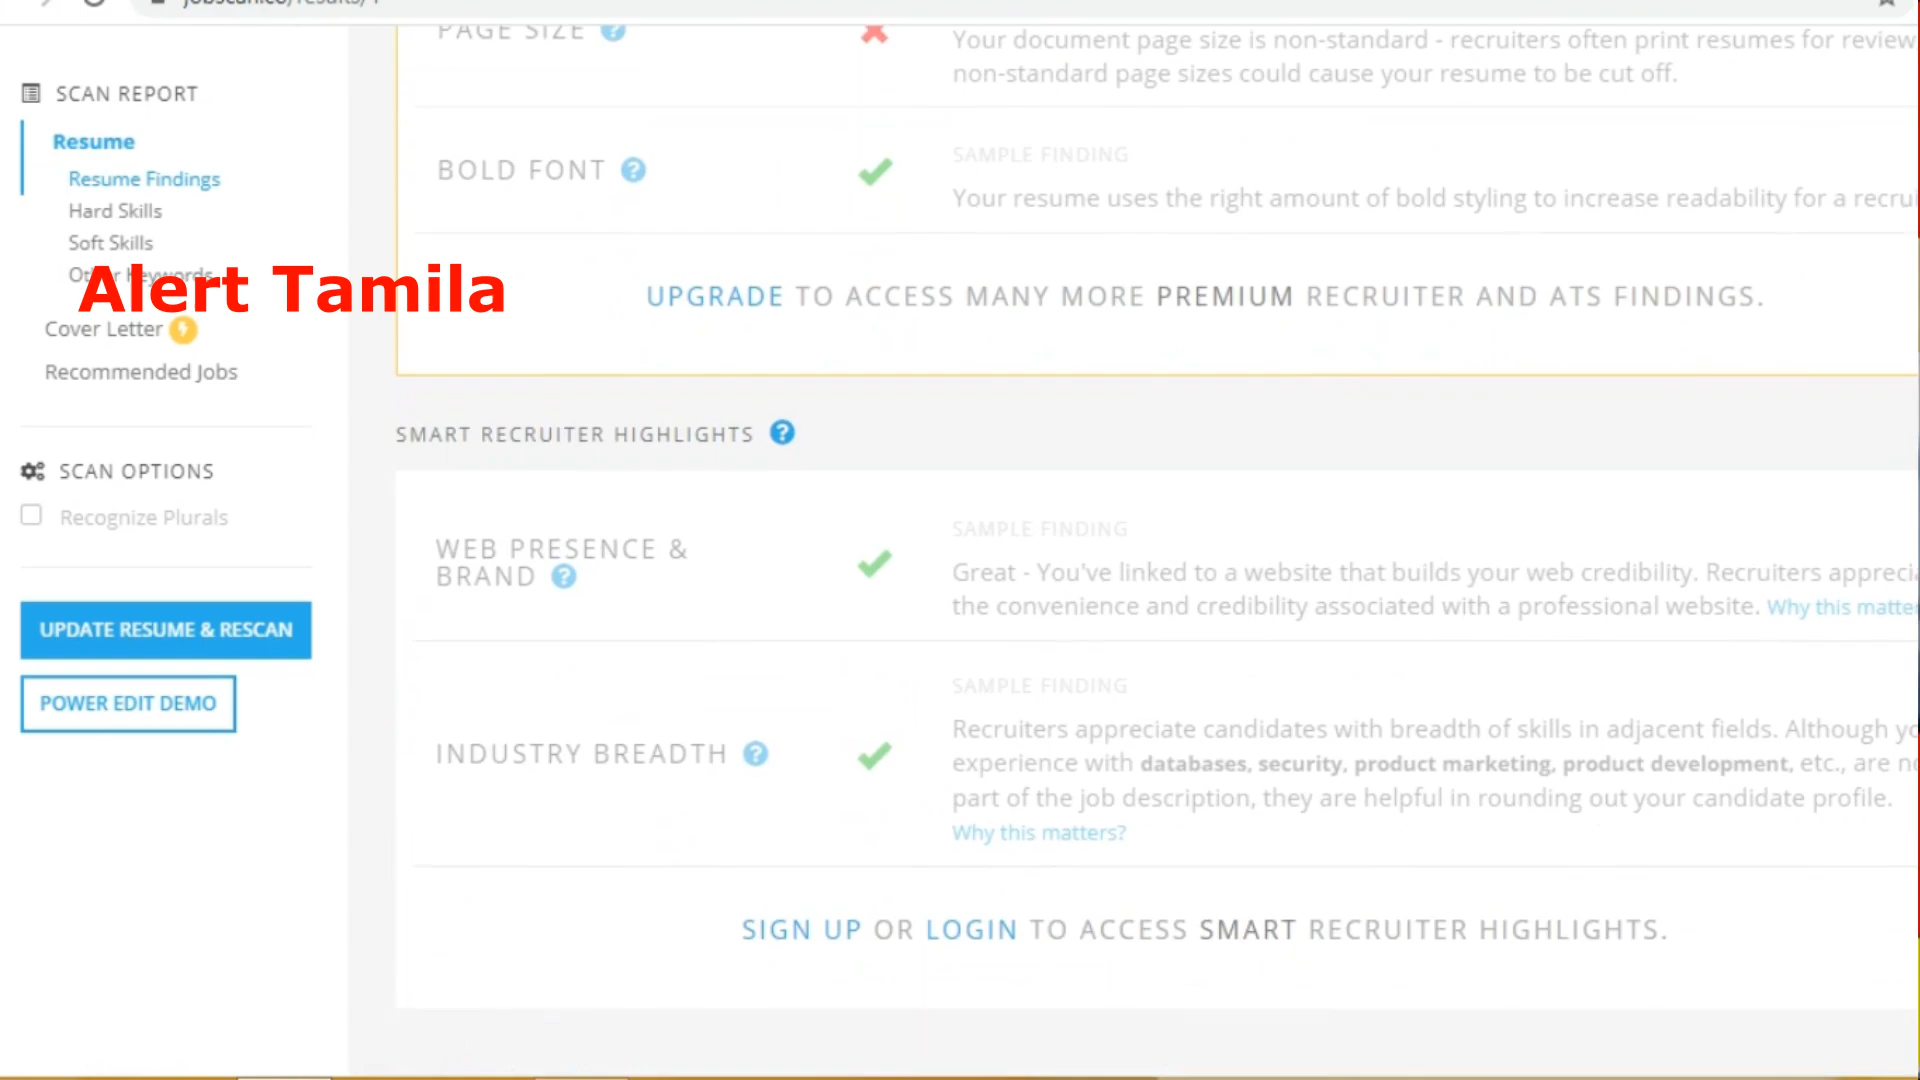 PAGE SIZE
Your document page size is non-standard - recruiters often print resumes for review
non-standard page sizes could cause your resume to be cut off.
SCAN REPORT
Resume
Resume Findings
Hard Skills
Soft Skills
Other Keywords
Alert Tamila
Cover Letter
Recommended Jobs
SCAN OPTIONS
Recognize Plurals
UPDATE RESUME & RESCAN
POWER EDIT DEMO
BOLD FONT
SAMPLE FINDING
Your resume uses the right amount of bold styling to increase readability for a recrui
UPGRADE TO ACCESS MANY MORE PREMIUM RECRUITER AND ATS FINDINGS.
SMART RECRUITER HIGHLIGHTS
WEB PRESENCE &
BRAND
SAMPLE FINDING
Great - You've linked to a website that builds your web credibility. Recruiters apprecia
the convenience and credibility associated with a professional website. Why this matter
INDUSTRY BREADTH
SAMPLE FINDING
Recruiters appreciate candidates with breadth of skills in adjacent fields. Although yo
experience with databases, security, product marketing, product development, etc., are no
part of the job description, they are helpful in rounding out your candidate profile.
Why this matters?
SIGN UP OR LOGIN TO ACCESS SMART RECRUITER HIGHLIGHTS.